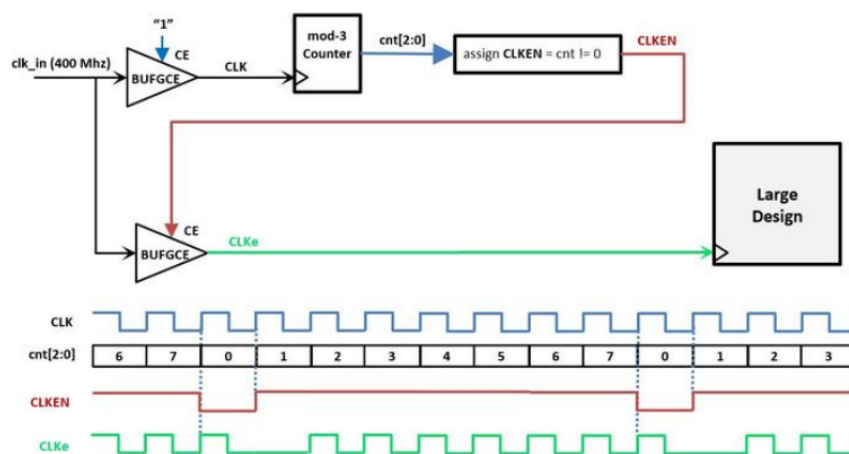 "1"
mod-3
Counter
cnt[2:0]
assign CLKEN = cnt != 0
CLKEN
clk_in (400 Mhz)
CE
BUFGCE
CLK
Large
Design
CE
BUFGCE
CLKe
CLK
cnt[2:0] 6 7 0 1 2 3 4 5 6 7 0 1 2 3
CLKEN
CLKe